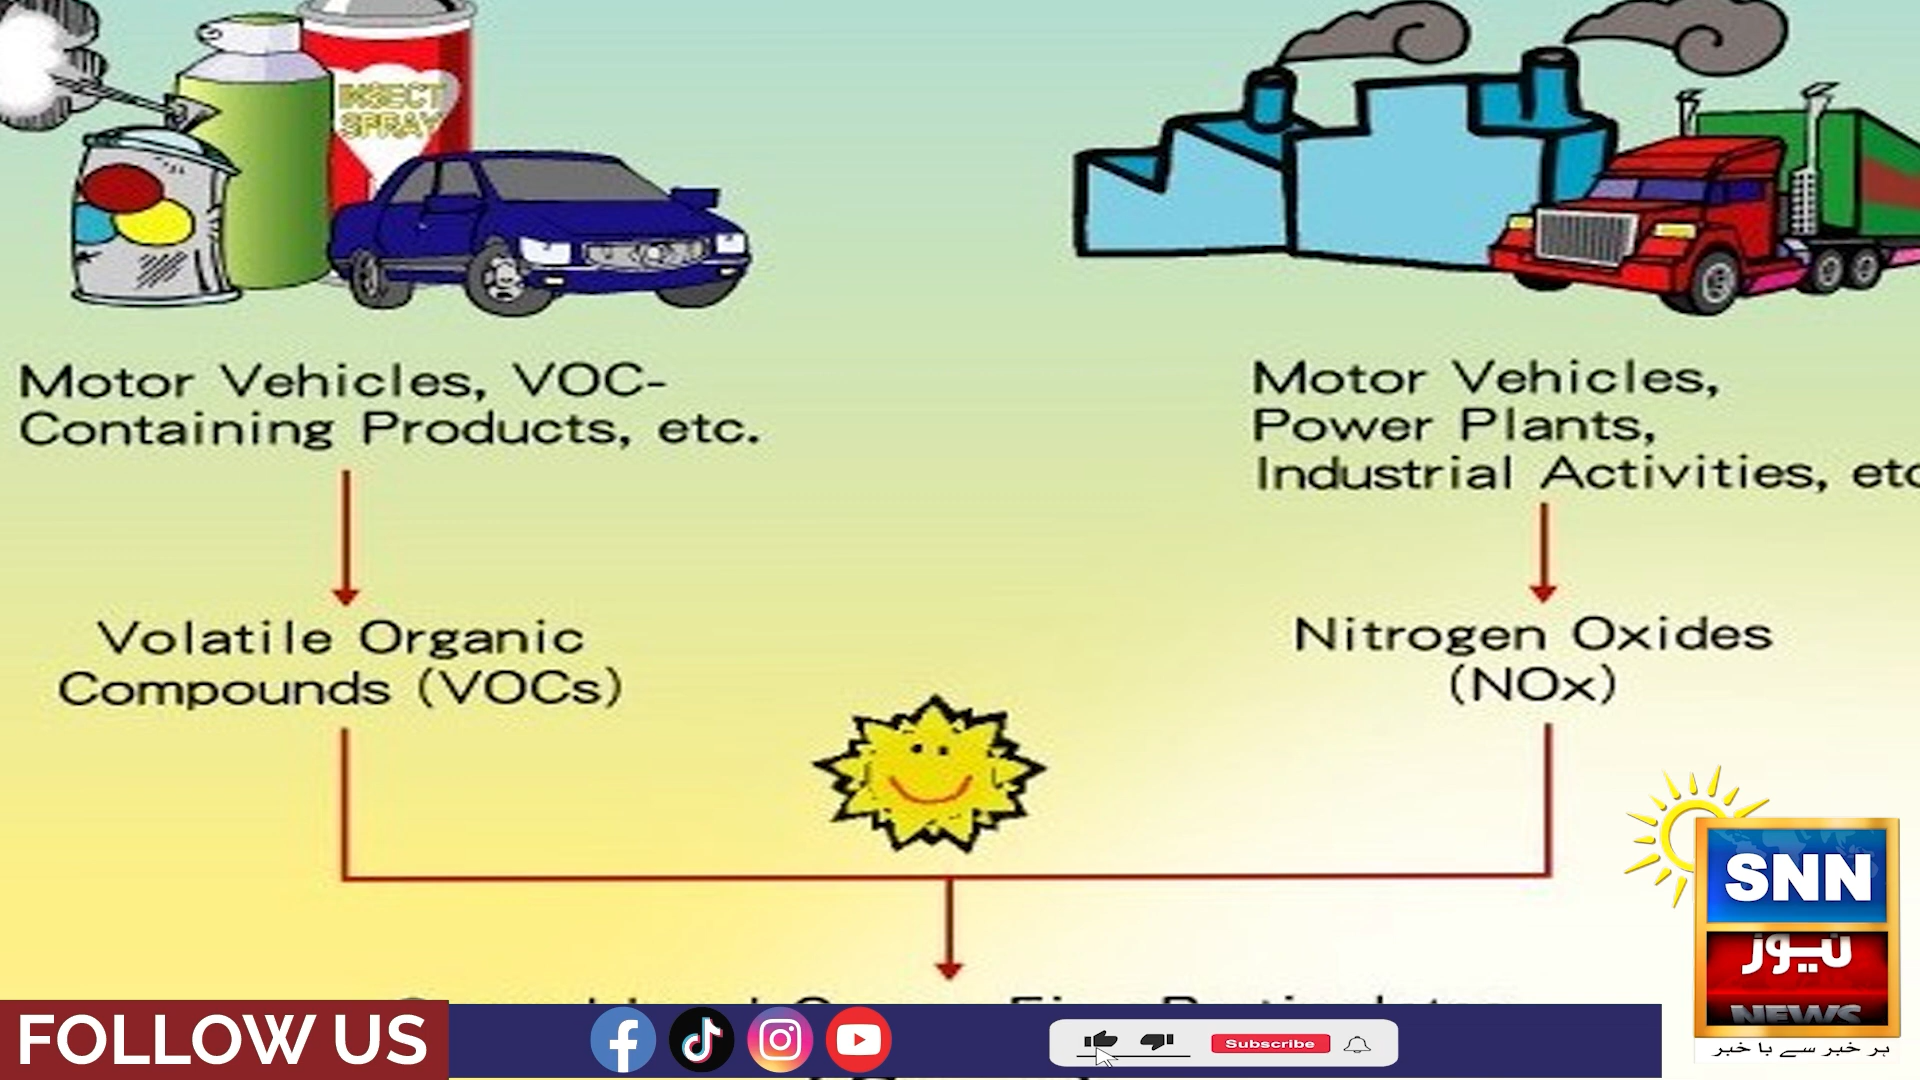 INSECT
SPRAY
Motor Vehicles, VOC-
Containing Products, etc.
Motor Vehicles,
Power Plants,
Industrial Activities, etc
Volatile Organic
Compounds (VOCs)
Nitrogen Oxides
(NOx)
SNN
نیوز
NEWS
ہر خبر سے با خبر
FOLLOW US
Subscribe